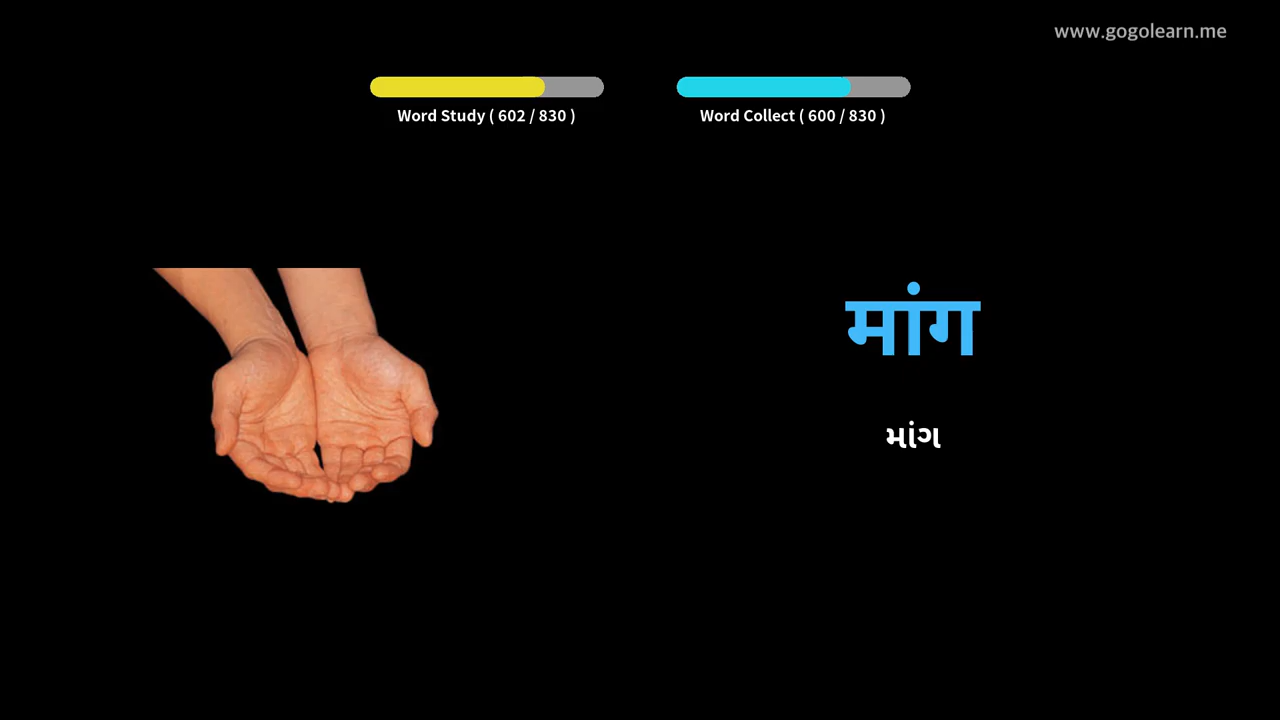 www.gogolearn.me
Word Study ( 602 / 830 )
Word Collect ( 600 / 830 )
मांग
માંગ